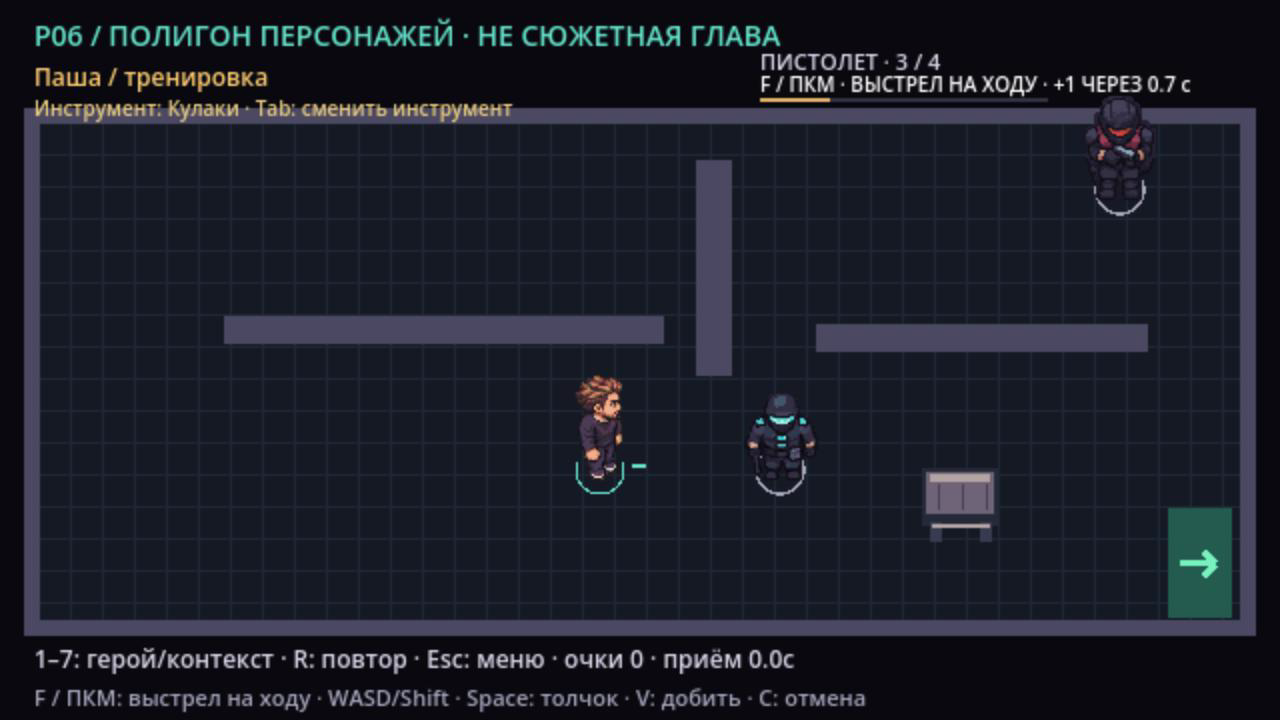 P06 / ПОЛИГОН ПЕРСОНАЖЕЙ · НЕ СЮЖЕТНАЯ ГЛАВА
ПИСТОЛЕТ · 3 / 4
Паша / тренировка
F / ПКМ · ВЫСТРЕЛ НА ХОДУ · +1 ЧЕРЕЗ 0.7 с
Инструмент: Кулаки · Tab: сменить инструмент
1–7: герой/контекст · R: повтор · Esc: меню · очки 0 · приём 0.0с
F / ПКМ: выстрел на ходу · WASD/Shift · Space: толчок · V: добить · C: отмена